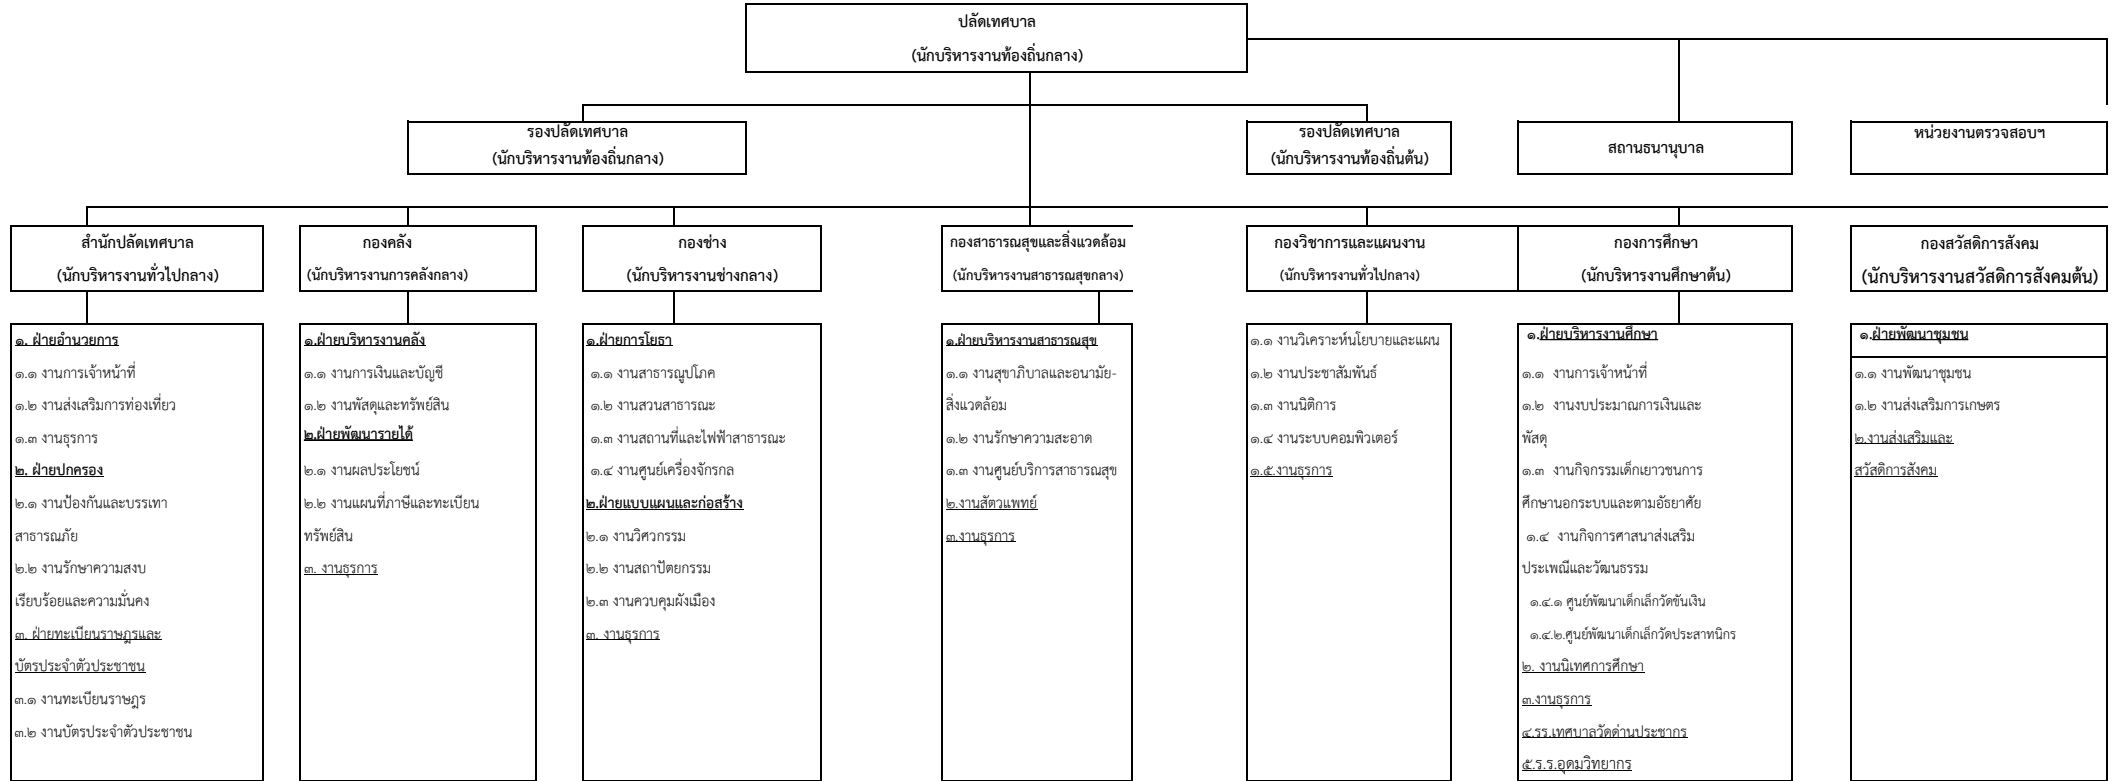 ปลัดเทศบาล
(นักบริหารงานท้องถิ่นกลาง)
รองปลัดเทศบาล
(นักบริหารงานท้องถิ่นกลาง)
รองปลัดเทศบาล
(นักบริหารงานท้องถิ่นต้น)
สถานธนานุบาล
หน่วยงานตรวจสอบฯ
สำนักปลัดเทศบาล
(นักบริหารงานทั่วไปกลาง)
กองคลัง
(นักบริหารงานการคลังกลาง)
กองช่าง
(นักบริหารงานช่างกลาง)
กองสาธารณสุขและสิ่งแวดล้อม
(นักบริหารงานสาธารณสุขกลาง)
กองวิชาการและแผนงาน
(นักบริหารงานทั่วไปกลาง)
กองการศึกษา
(นักบริหารงานศึกษาต้น)
กองสวัสดิการสังคม
(นักบริหารงานสวัสดิการสังคมต้น)
๑. ฝ่ายอำนวยการ
๑.๑ งานการเจ้าหน้าที่
๑.๒ งานส่งเสริมการท่องเที่ยว
๑.๓ งานธุรการ
๒. ฝ่ายปกครอง
๒.๑ งานป้องกันและบรรเทา
สาธารณภัย
๒.๒ งานรักษาความสงบ
เรียบร้อยและความมั่นคง
๓. ฝ่ายทะเบียนราษฎรและ
บัตรประจำตัวประชาชน
๓.๑ งานทะเบียนราษฎร
๓.๒ งานบัตรประจำตัวประชาชน
๑.ฝ่ายบริหารงานคลัง
๑.๑ งานการเงินและบัญชี
๑.๒ งานพัสดุและทรัพย์สิน
๒.ฝ่ายพัฒนารายได้
๒.๑ งานผลประโยชน์
๒.๒ งานแผนที่ภาษีและทะเบียน
ทรัพย์สิน
๓. งานธุรการ
๑.ฝ่ายการโยธา
๑.๑ งานสาธารณูปโภค
๑.๒ งานสวนสาธารณะ
๑.๓ งานสถานที่และไฟฟ้าสาธารณะ
๑.๔ งานศูนย์เครื่องจักรกล
๒.ฝ่ายแบบแผนและก่อสร้าง
๒.๑ งานวิศวกรรม
๒.๒ งานสถาปัตยกรรม
๒.๓ งานควบคุมผังเมือง
๓. งานธุรการ
๑.ฝ่ายบริหารงานสาธารณสุข
๑.๑ งานสุขาภิบาลและอนามัย-
สิ่งแวดล้อม
๑.๒ งานรักษาความสะอาด
๑.๓ งานศูนย์บริการสาธารณสุข
๒.งานสัตวแพทย์
๓.งานธุรการ
๑.๑ งานวิเคราะห์นโยบายและแผน
๑.๒ งานประชาสัมพันธ์
๑.๓ งานนิติการ
๑.๔ งานระบบคอมพิวเตอร์
๑.๕.งานธุรการ
๑.ฝ่ายบริหารงานศึกษา
๑.๑ งานการเจ้าหน้าที่
๑.๒ งานงบประมาณการเงินและ
พัสดุ
๑.๓ งานกิจกรรมเด็กเยาวชนการ
ศึกษานอกระบบและตามอัธยาศัย
๑.๔ งานกิจการศาสนาส่งเสริม
ประเพณีและวัฒนธรรม
๑.๔.๑ ศูนย์พัฒนาเด็กเล็กวัดขันเงิน
๑.๔.๒.ศูนย์พัฒนาเด็กเล็กวัดประสาทนิกร
๒. งานนิเทศการศึกษา
๓.งานธุรการ
๔.รร.เทศบาลวัดด่านประชากร
๕.ร.ร.อุดมวิทยากร
๑.ฝ่ายพัฒนาชุมชน
๑.๑ งานพัฒนาชุมชน
๑.๒ งานส่งเสริมการเกษตร
๒.งานส่งเสริมและ
สวัสดิการสังคม